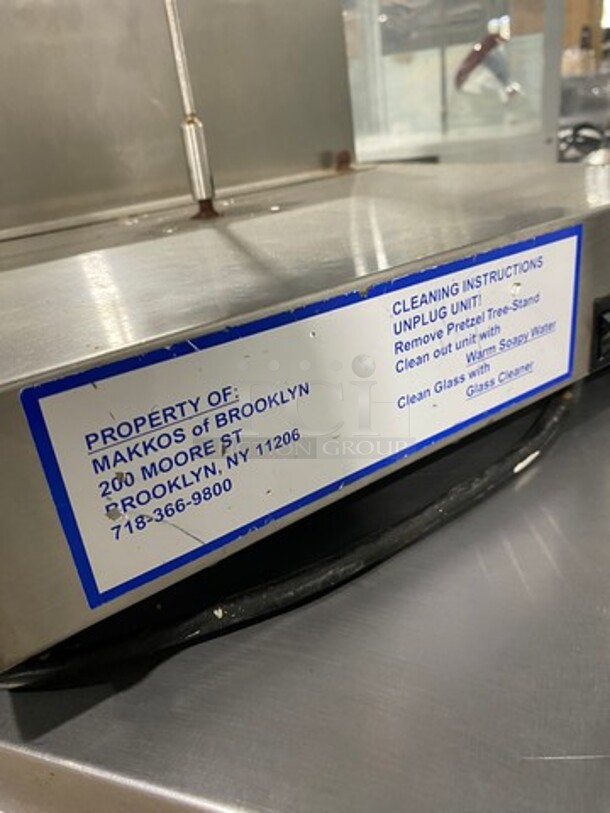 PROPERTY OF:
MAKKOS of BROOKLYN
200 MOORE ST
BROOKLYN, NY 11206
718-366-9800
CLEANING INSTRUCTIONS
UNPLUG UNIT!
Remove Pretzel Tree-Stand
Clean out unit with
Warm Soapy Water
Clean Glass with
Glass Cleaner
GROUP